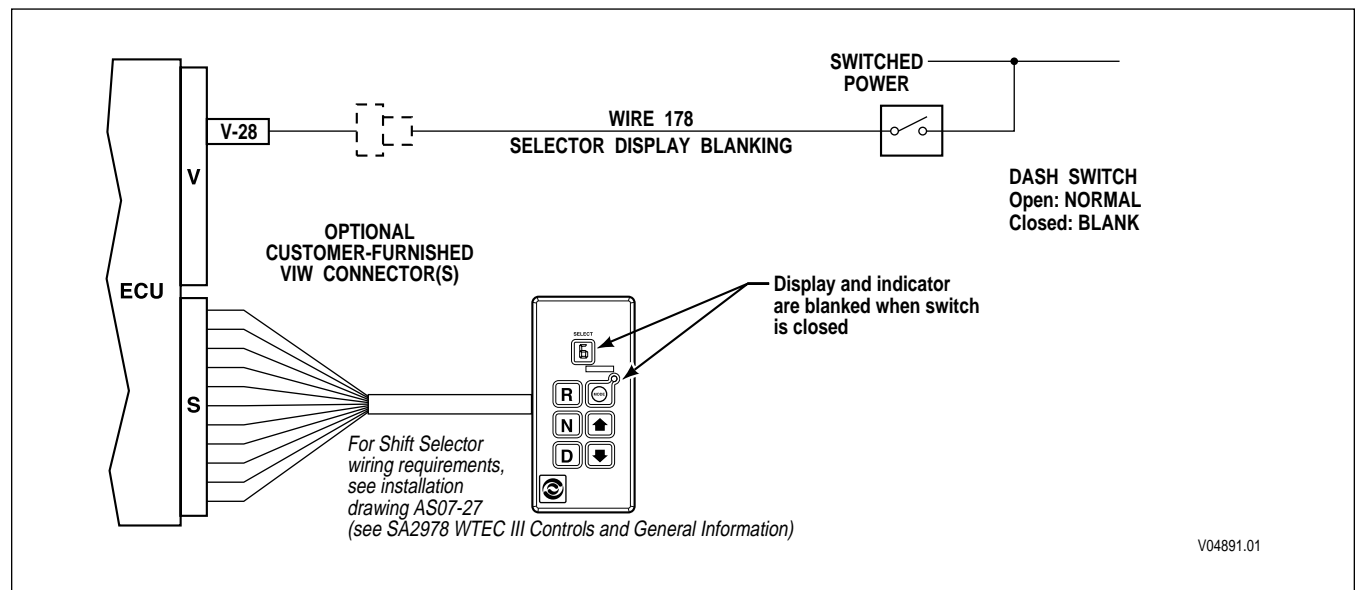 SWITCHED
POWER
V-28
WIRE 178
SELECTOR DISPLAY BLANKING
V
DASH SWITCH
Open: NORMAL
Closed: BLANK
OPTIONAL
CUSTOMER-FURNISHED
VIW CONNECTOR(S)
ECU
Display and indicator
are blanked when switch
is closed
SELECT
6
R
MODE
N
D
S
For Shift Selector
wiring requirements,
see installation
drawing AS07-27
(see SA2978 WTEC III Controls and General Information)
V04891.01